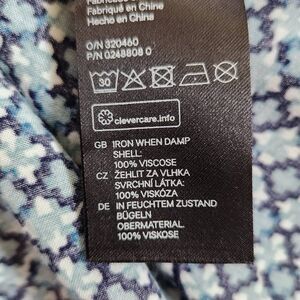 Fabriqué en Chine
Hecho en China
O/N 320460
P/N 0248808 0
30
clevercare.info
GB IRON WHEN DAMP
SHELL:
100% VISCOSE
CZ ŽEHLIT ZA VLHKA
SVRCHNÍ LÁTKA:
100% VISKÓZA
DE IN FEUCHTEM ZUSTAND
BÜGELN
OBERMATERIAL:
100% VISKOSE